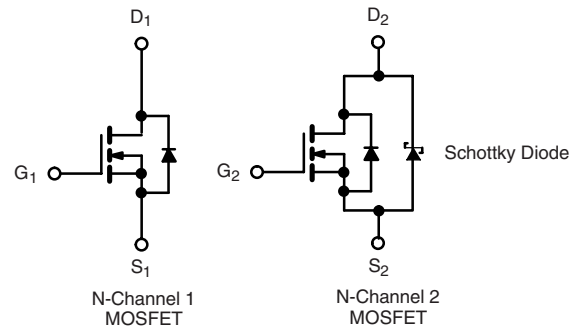 D1
D2
G1
G2
Schottky Diode
S1
S2
N-Channel 1
MOSFET
N-Channel 2
MOSFET